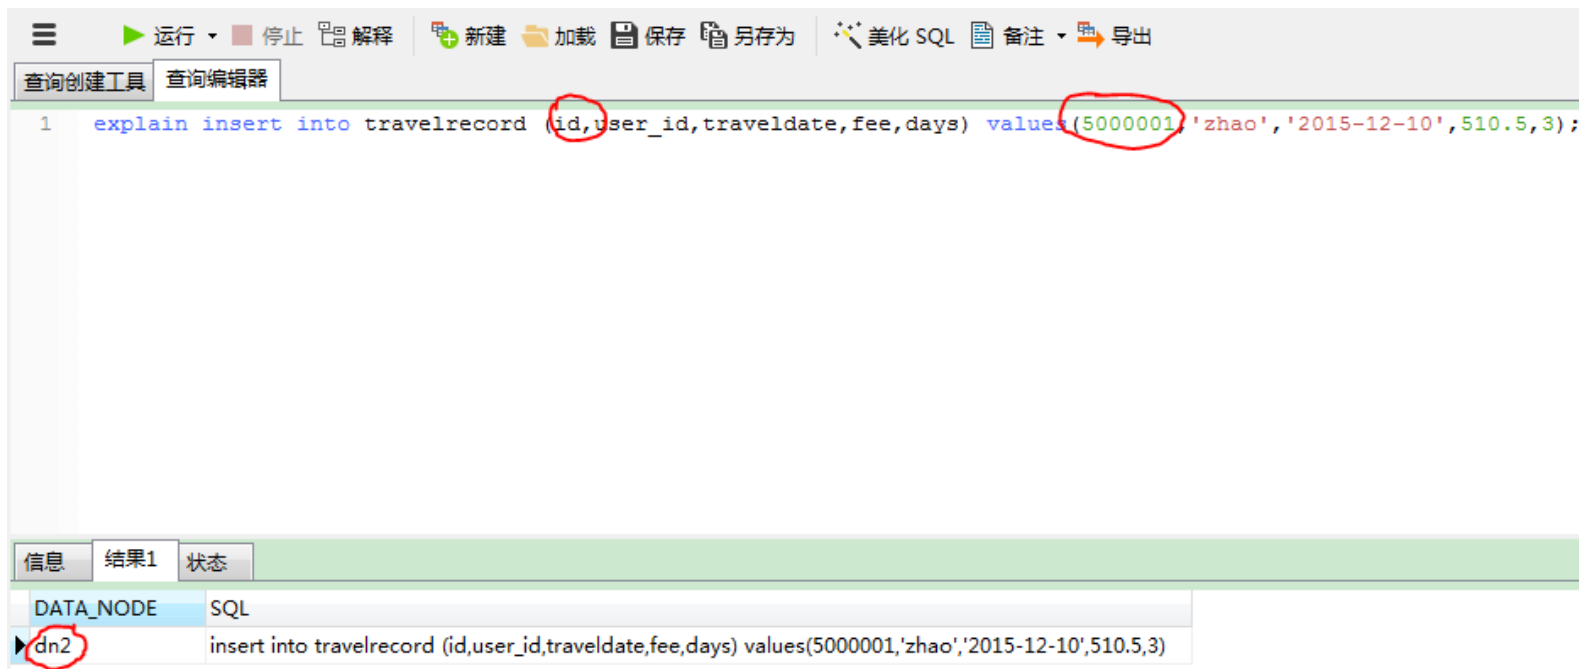 运行 停止 解释 新建 加载 保存 另存为 美化 SQL 备注 导出
查询创建工具 查询编辑器
1 explain insert into travelrecord (id,user_id,traveldate,fee,days) values(5000001,'zhao','2015-12-10',510.5,3);
信息 结果1 状态
DATA_NODE SQL
dn2 insert into travelrecord (id,user_id,traveldate,fee,days) values(5000001,'zhao','2015-12-10',510.5,3)